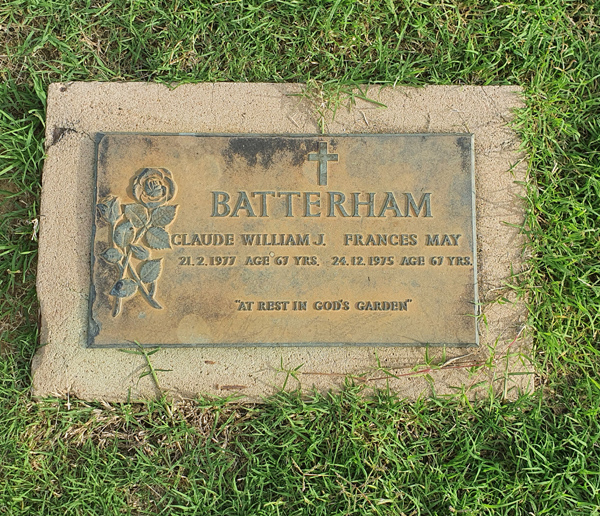 BATTERHAM
CLAUDE WILLIAM J. FRANCES MAY
21.2.1977 AGE 67 YRS. 24.12.1975 AGE 67 YRS.
"AT REST IN GOD'S GARDEN"